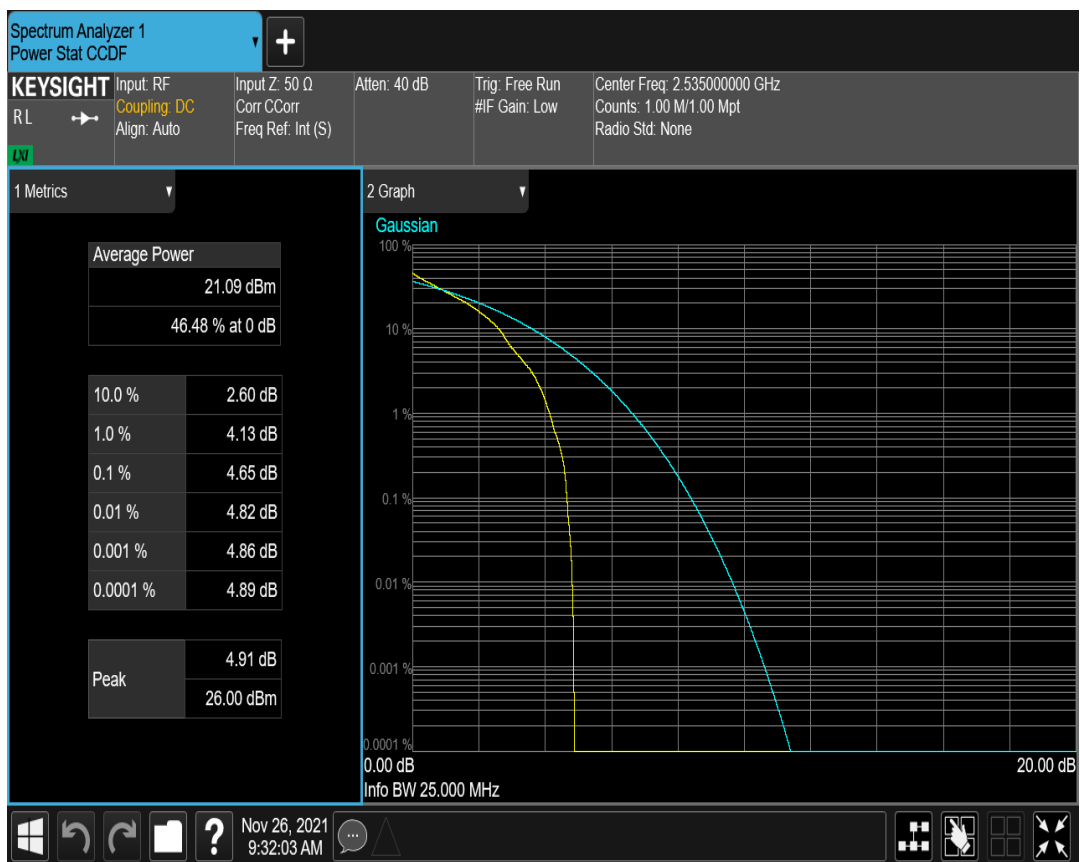 Spectrum Analyzer 1
Power Stat CCDF
+
KEYSIGHT
RL
LXI
Input: RF
Coupling: DC
Align: Auto
Input Z: 50 Ω
Corr CCorr
Freq Ref: Int (S)
Atten: 40 dB
Trig: Free Run
#IF Gain: Low
Center Freq: 2.535000000 GHz
Counts: 1.00 M/1.00 Mpt
Radio Std: None
1 Metrics
Average Power
21.09 dBm
46.48 % at 0 dB
10.0 % 2.60 dB
1.0 % 4.13 dB
0.1 % 4.65 dB
0.01 % 4.82 dB
0.001 % 4.86 dB
0.0001 % 4.89 dB
Peak
4.91 dB
26.00 dBm
2 Graph
Gaussian
100 %
10 %
1 %
0.1 %
0.01 %
0.001 %
0.0001 %
0.00 dB 20.00 dB
Info BW 25.000 MHz
?
Nov 26, 2021
9:32:03 AM